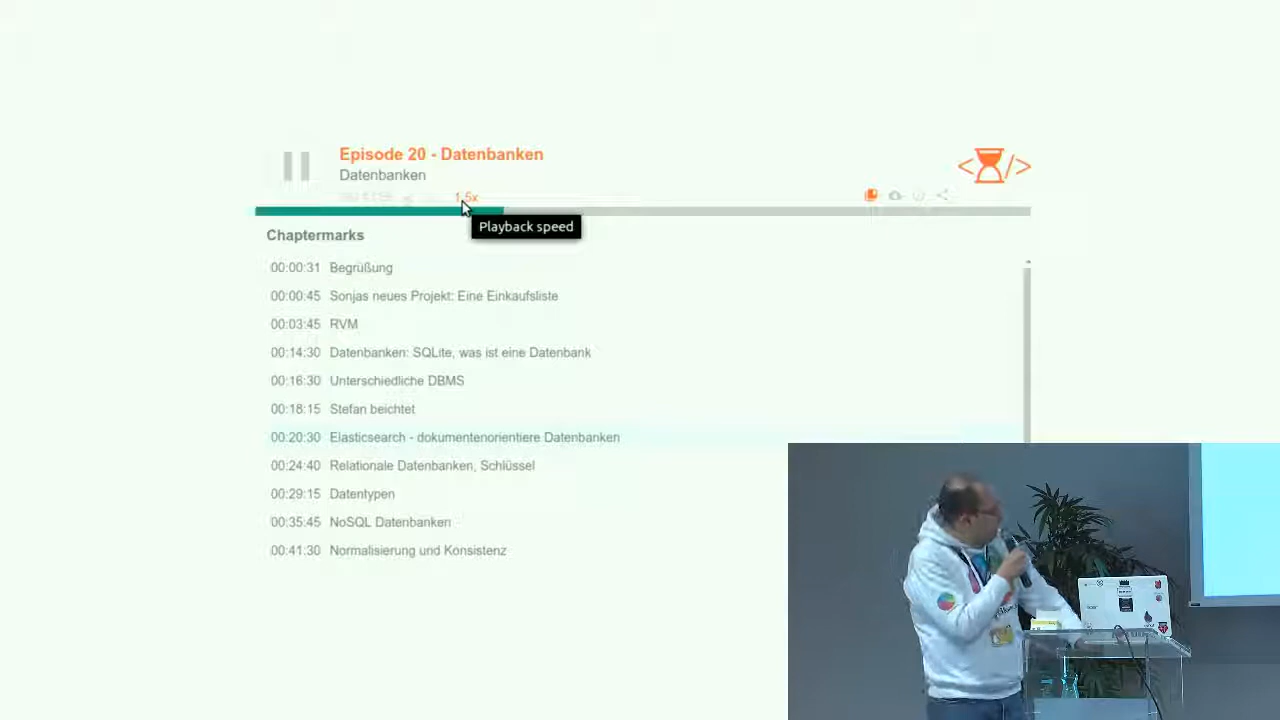 Episode 20 - Datenbanken
Datenbanken
1.5x
Playback speed
Chaptermarks
00:00:31 Begrüßung
00:00:45 Sonjas neues Projekt: Eine Einkaufsliste
00:03:45 RVM
00:14:30 Datenbanken: SQLite, was ist eine Datenbank
00:16:30 Unterschiedliche DBMS
00:18:15 Stefan beichtet
00:20:30 Elasticsearch - dokumentenorientiere Datenbanken
00:24:40 Relationale Datenbanken, Schlüssel
00:29:15 Datentypen
00:35:45 NoSQL Datenbanken
00:41:30 Normalisierung und Konsistenz